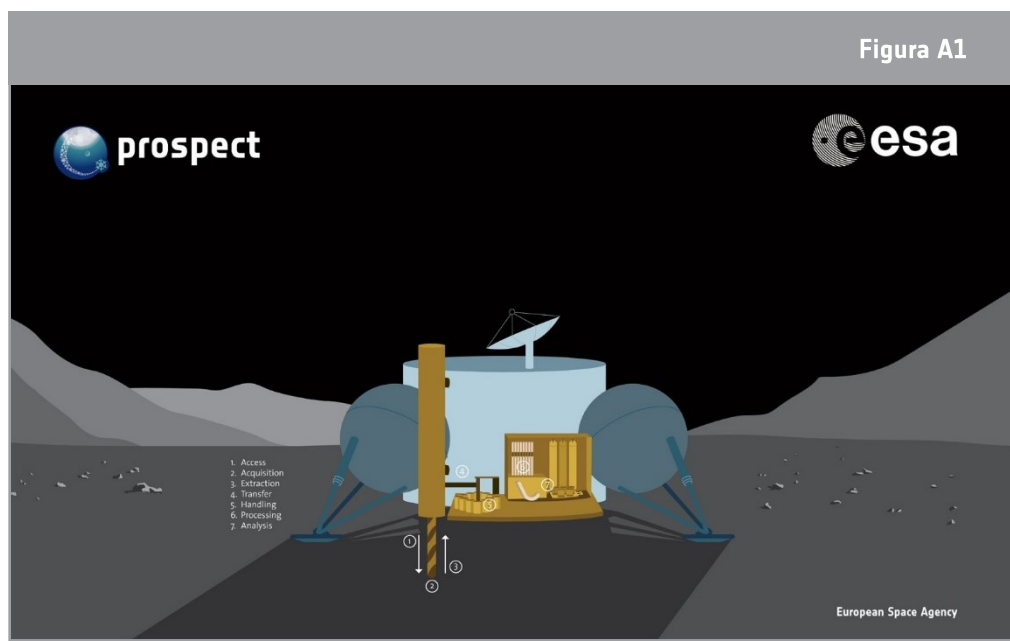 Figura A1
prospect
esa
1. Access
2. Acquisition
3. Extraction
4. Transfer
5. Handling
6. Processing
7. Analysis
4
7
5
1
3
2
European Space Agency